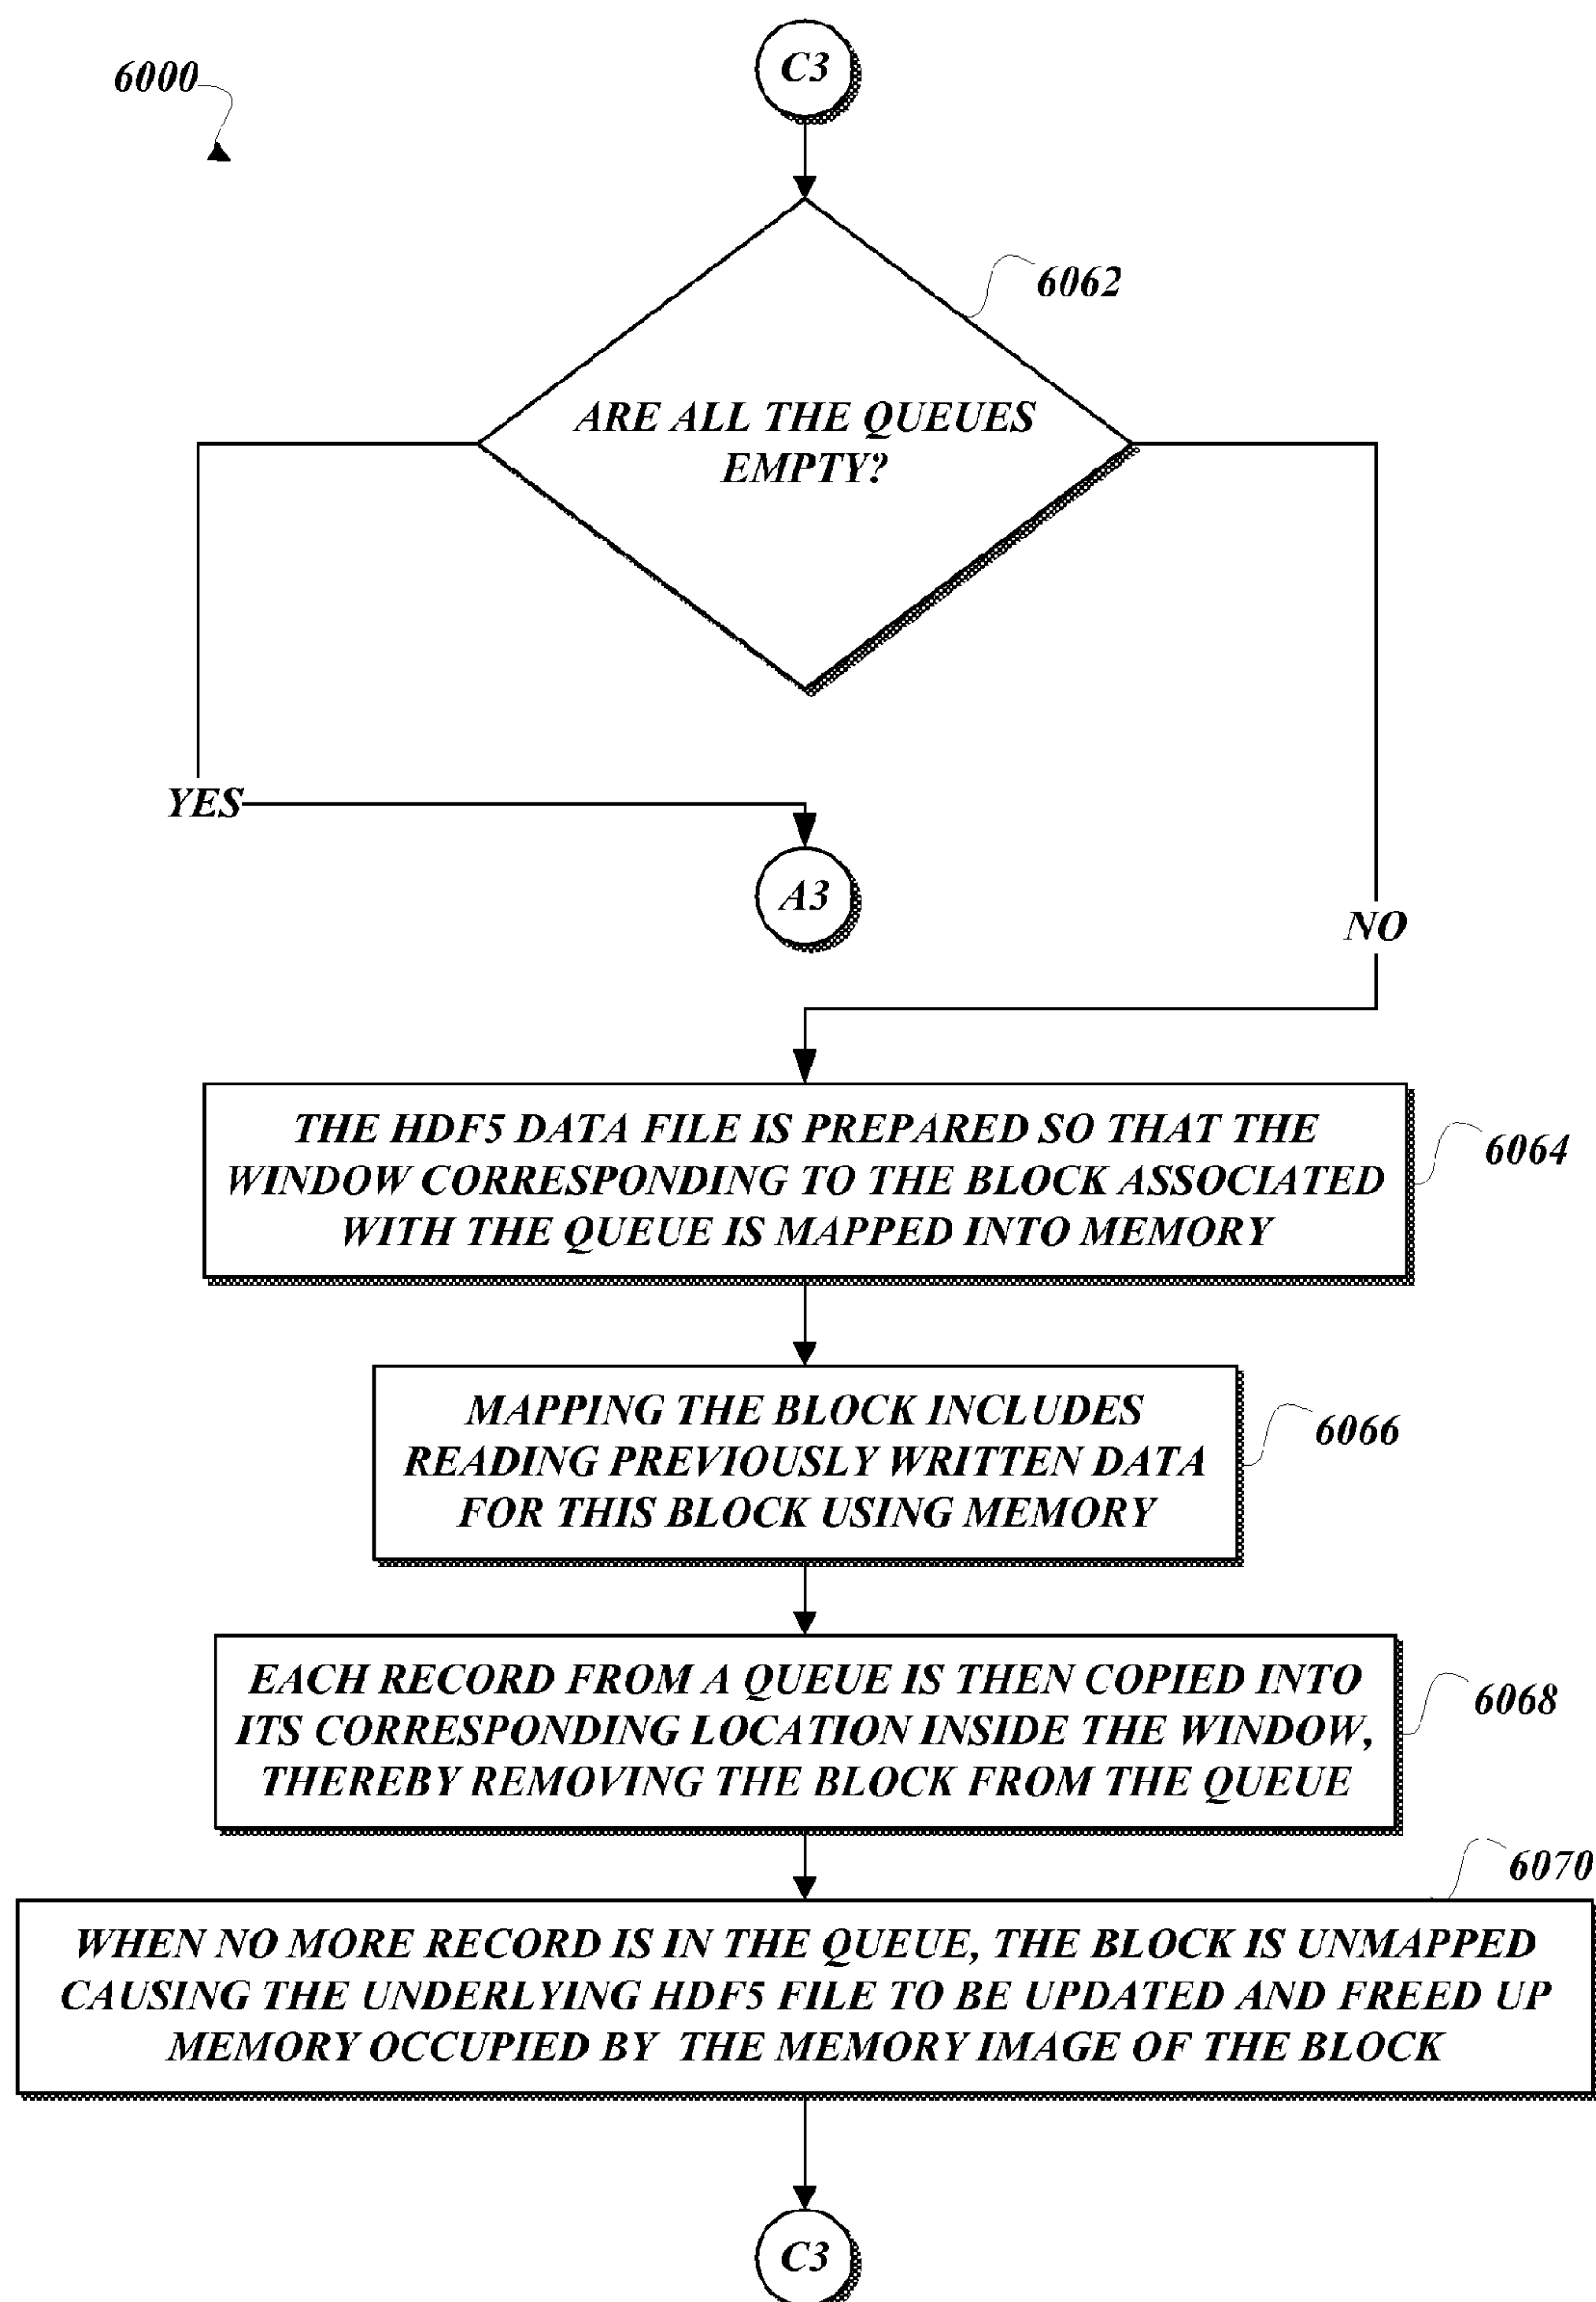 C3
6000
6062
ARE ALL THE QUEUES
EMPTY?
YES
A3
NO
THE HDF5 DATA FILE IS PREPARED SO THAT THE
WINDOW CORRESPONDING TO THE BLOCK ASSOCIATED
WITH THE QUEUE IS MAPPED INTO MEMORY
6064
MAPPING THE BLOCK INCLUDES
READING PREVIOUSLY WRITTEN DATA
FOR THIS BLOCK USING MEMORY
6066
EACH RECORD FROM A QUEUE IS THEN COPIED INTO
ITS CORRESPONDING LOCATION INSIDE THE WINDOW,
THEREBY REMOVING THE BLOCK FROM THE QUEUE
6068
6070
WHEN NO MORE RECORD IS IN THE QUEUE, THE BLOCK IS UNMAPPED
CAUSING THE UNDERLYING HDF5 FILE TO BE UPDATED AND FREED UP
MEMORY OCCUPIED BY THE MEMORY IMAGE OF THE BLOCK
C3